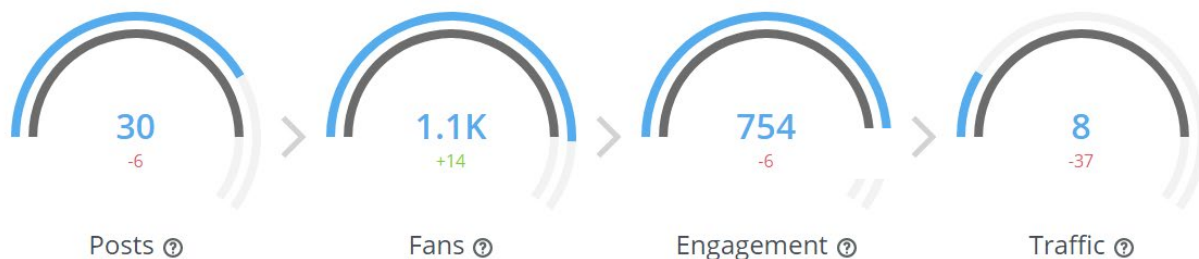 30 1.1K 754 8
-6 +14 -6 -37
Posts ? Fans ? Engagement ? Traffic ?